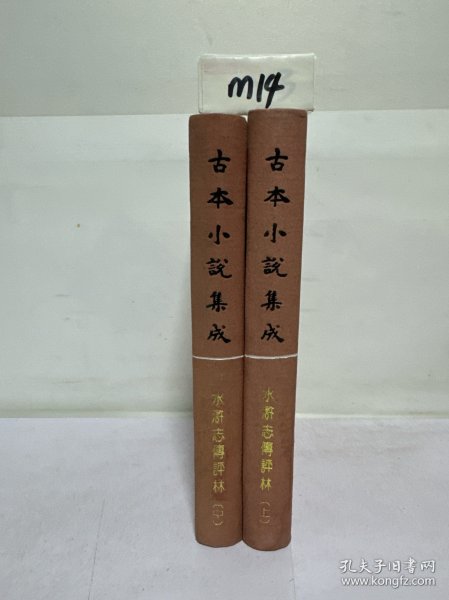 m14
古本小說集成
水滸志傳評林(中)
古本小說集成
水滸志傳評林(上)
孔夫子旧书网
www.kongfz.com